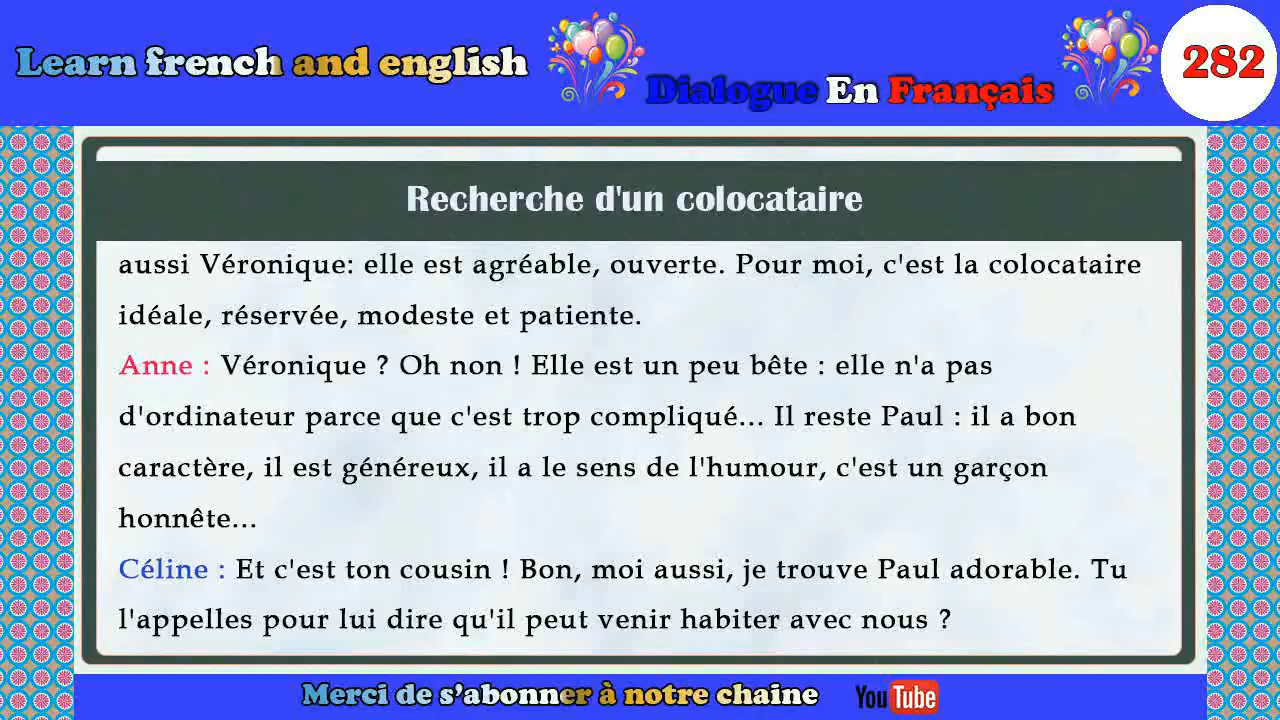 Learn french and english
Dialogue En Français
282
Recherche d'un colocataire
aussi Véronique: elle est agréable, ouverte. Pour moi, c'est la colocataire
idéale, réservée, modeste et patiente.
Anne : Véronique ? Oh non ! Elle est un peu bête : elle n'a pas
d'ordinateur parce que c'est trop compliqué... Il reste Paul : il a bon
caractère, il est généreux, il a le sens de l'humour, c'est un garçon
honnête...
Céline : Et c'est ton cousin ! Bon, moi aussi, je trouve Paul adorable. Tu
l'appelles pour lui dire qu'il peut venir habiter avec nous ?
Merci de s'abonner à notre chaine
YouTube